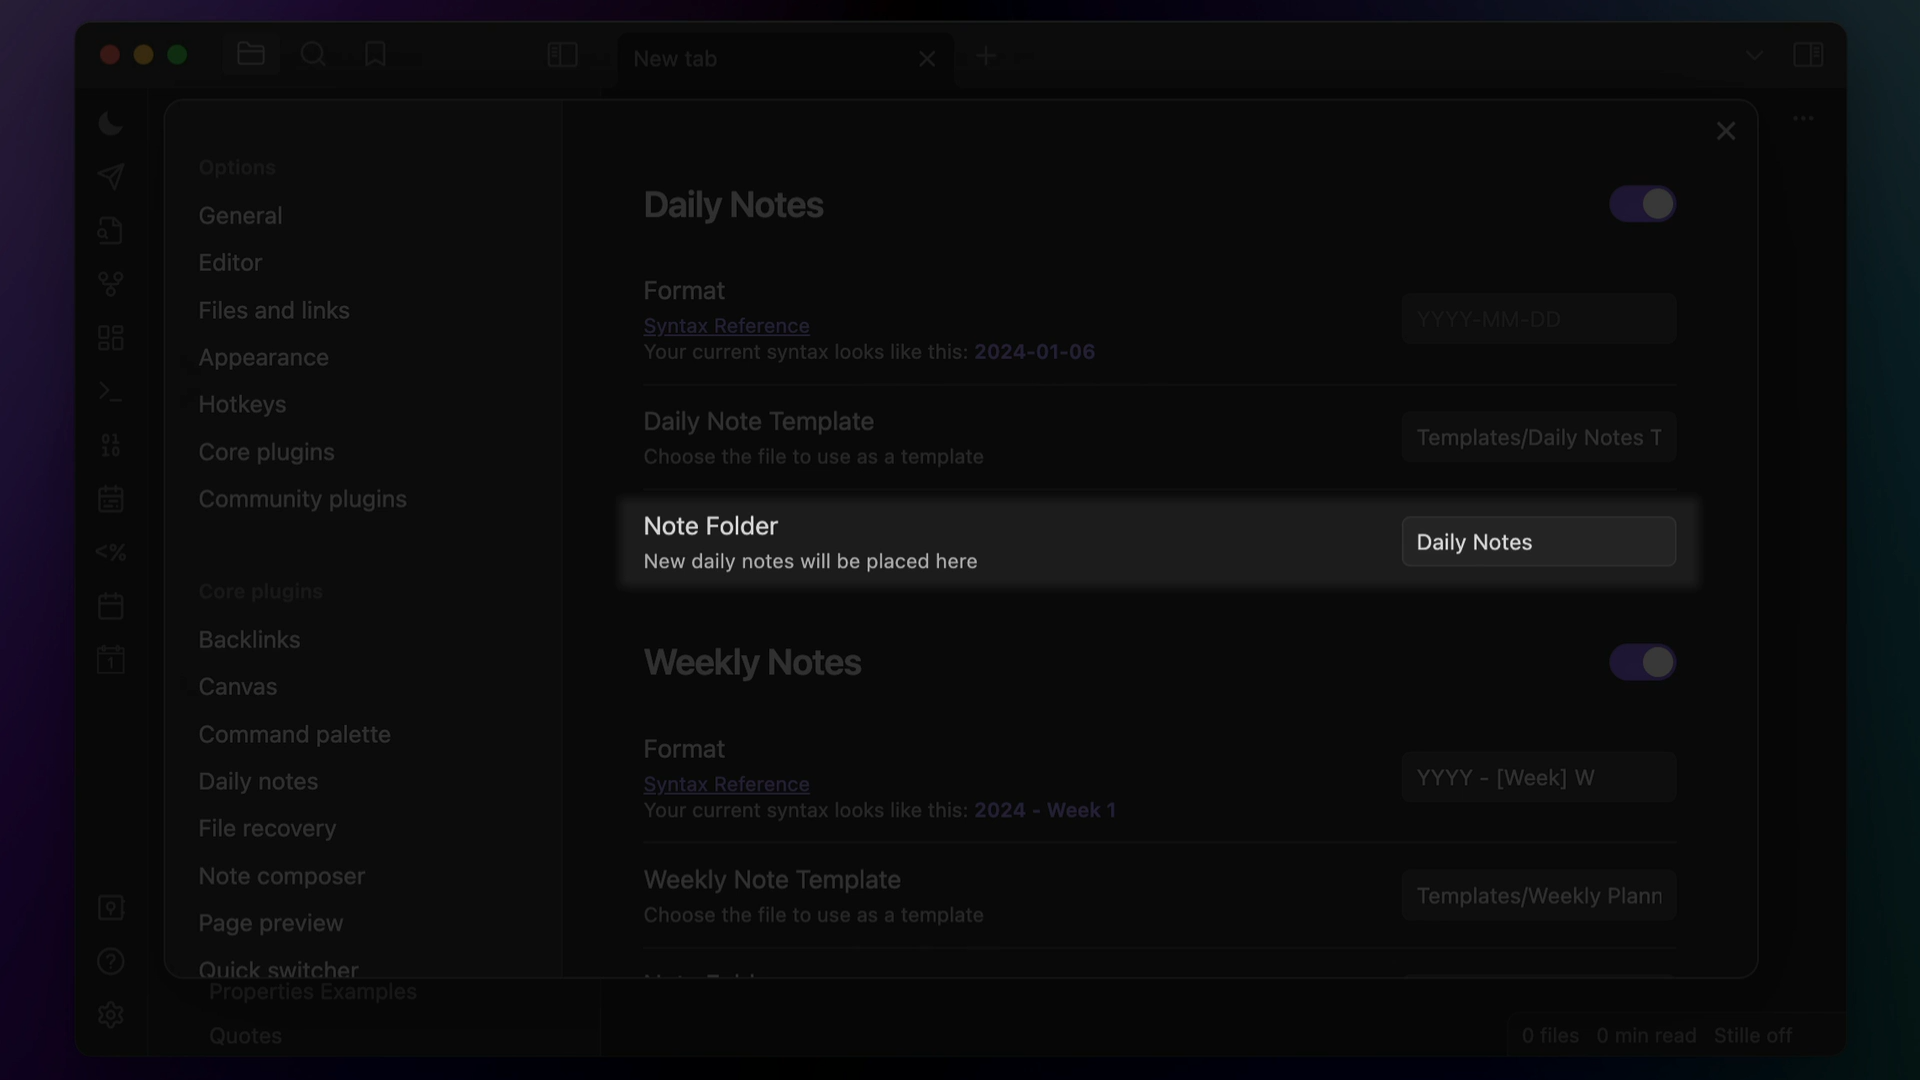 New tab
Options
General
Editor
Files and links
Appearance
Hotkeys
Core plugins
Community plugins
Core plugins
Backlinks
Canvas
Command palette
Daily notes
File recovery
Note composer
Page preview
Quick switcher
Properties Examples
Quotes
Daily Notes
Format
Syntax Reference
Your current syntax looks like this: 2024-01-06
YYYY-MM-DD
Daily Note Template
Choose the file to use as a template
Templates/Daily Notes T
Note Folder
New daily notes will be placed here
Daily Notes
Weekly Notes
Format
Syntax Reference
Your current syntax looks like this: 2024 - Week 1
YYYY - [Week] W
Weekly Note Template
Choose the file to use as a template
Templates/Weekly Plann
0 files 0 min read Stille off